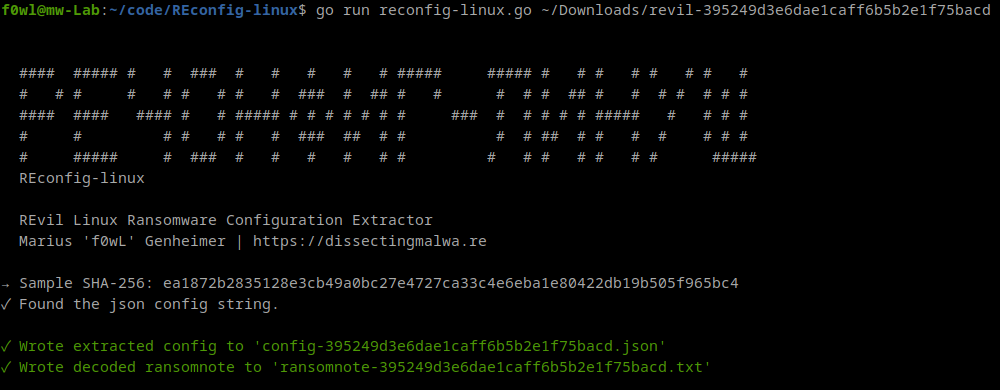 f0wl@mw-Lab:~/code/REconfig-linux$ go run reconfig-linux.go ~/Downloads/revil-395249d3e6dae1caff6b5b2e1f75bacd
REconfig-linux
REvil Linux Ransomware Configuration Extractor
Marius 'f0wL' Genheimer | https://dissectingmalwa.re
→ Sample SHA-256: ea1872b2835128e3cb49a0bc27e4727ca33c4e6eba1e80422db19b505f965bc4
✓ Found the json config string.
✓ Wrote extracted config to 'config-395249d3e6dae1caff6b5b2e1f75bacd.json'
✓ Wrote decoded ransomnote to 'ransomnote-395249d3e6dae1caff6b5b2e1f75bacd.txt'